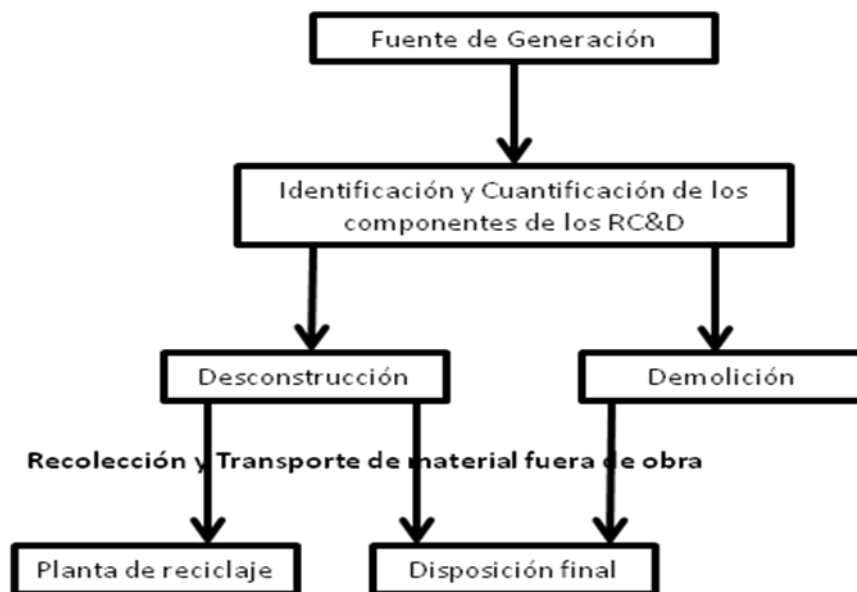 Fuente de Generación
Identificación y Cuantificación de los
componentes de los RC&D
Desconstrucción
Demolición
Recolección y Transporte de material fuera de obra
Planta de reciclaje
Disposición final